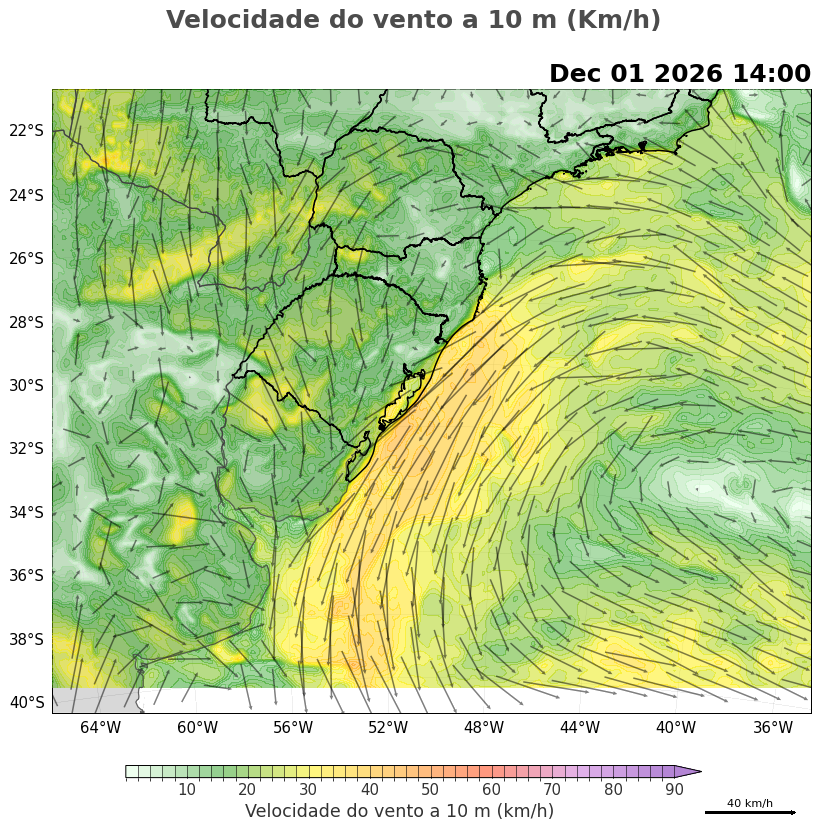 Velocidade do vento a 10 m (Km/h)
Dec 01 2026 14:00
22°S
24°S
26°S
28°S
30°S
32°S
34°S
36°S
38°S
40°S
64°W 60°W 56°W 52°W 48°W 44°W 40°W 36°W
10 20 30 40 50 60 70 80 90
Velocidade do vento a 10 m (km/h)
40 km/h